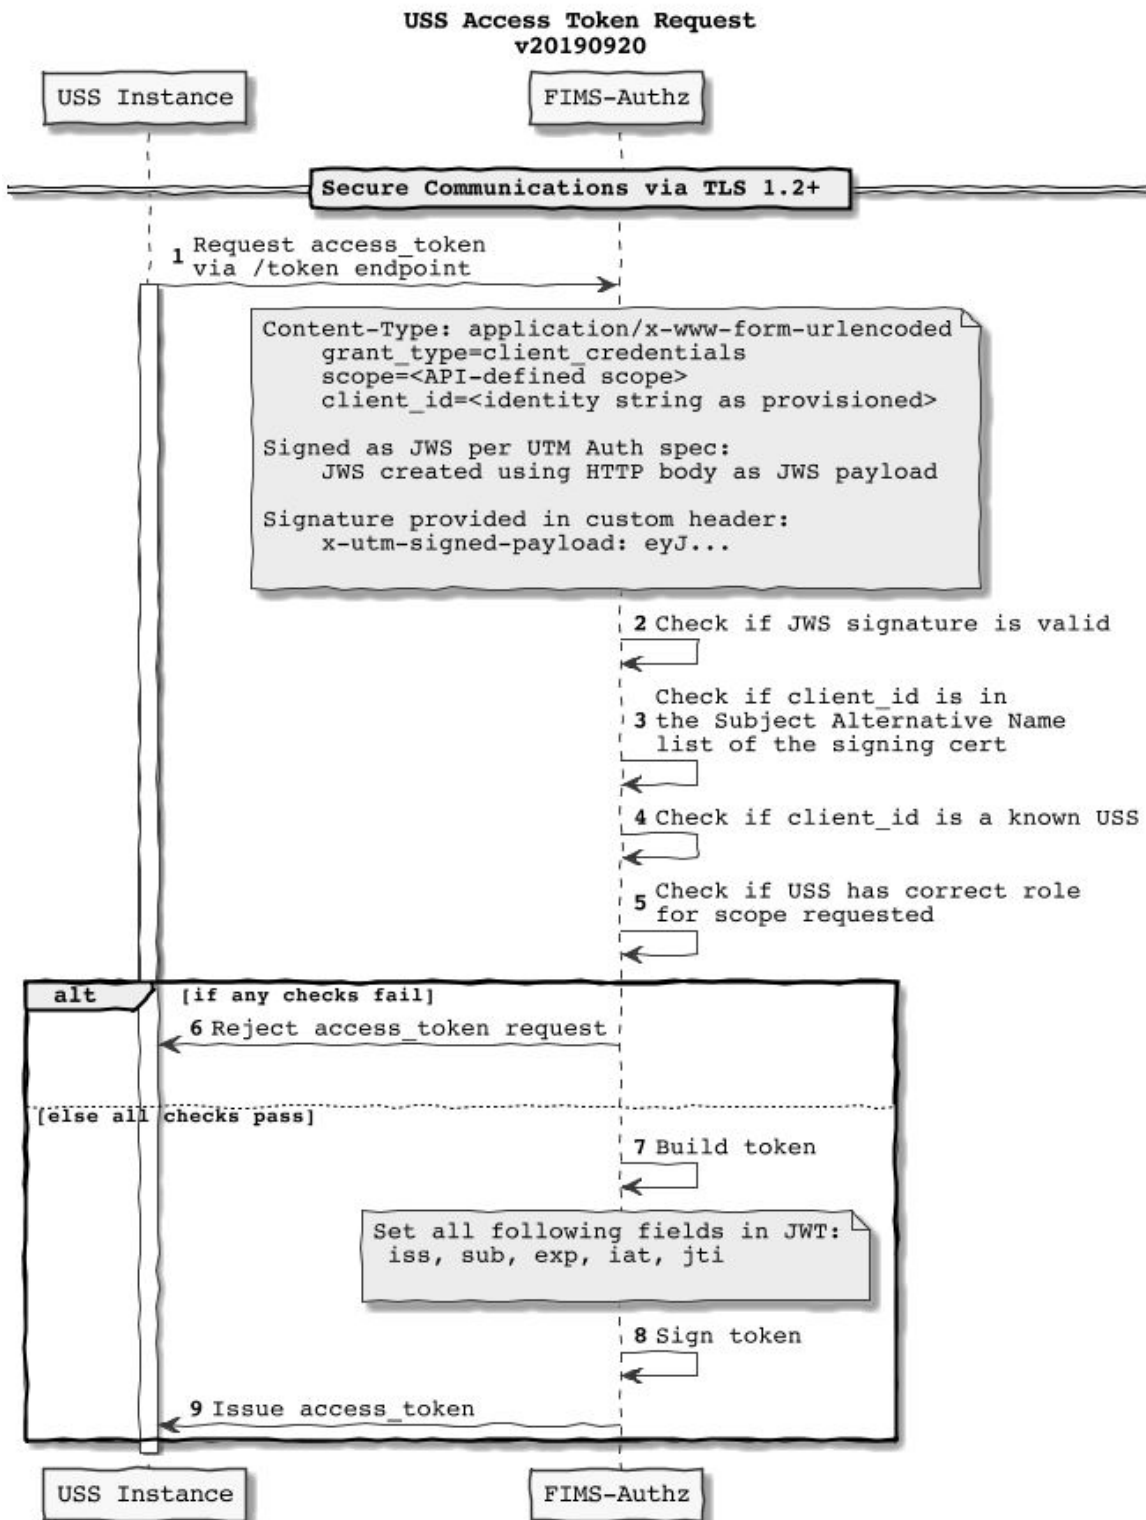 USS Access Token Request
v20190920
USS Instance
FIMS-Authz
Secure Communications via TLS 1.2+
1 Request access_token
via /token endpoint
Content-Type: application/x-www-form-urlencoded
grant_type=client_credentials
scope=<API-defined scope>
client_id=<identity string as provisioned>
Signed as JWS per UTM Auth spec:
JWS created using HTTP body as JWS payload
Signature provided in custom header:
x-utm-signed-payload: eyJ...
2 Check if JWS signature is valid
Check if client_id is in
3 the Subject Alternative Name
list of the signing cert
4 Check if client_id is a known USS
5 Check if USS has correct role
for scope requested
alt [if any checks fail]
6 Reject access_token request
[else all checks pass]
7 Build token
Set all following fields in JWT:
iss, sub, exp, iat, jti
8 Sign token
9 Issue access_token
USS Instance
FIMS-Authz